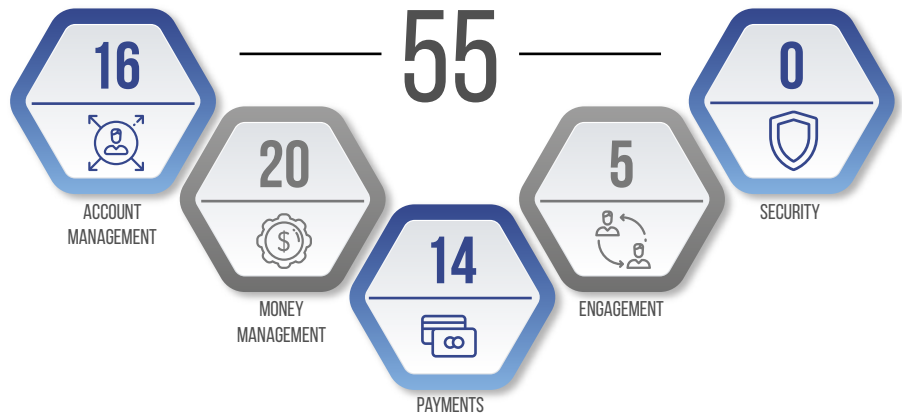 55
16
ACCOUNT
MANAGEMENT
20
$
MONEY
MANAGEMENT
14
PAYMENTS
5
ENGAGEMENT
0
SECURITY